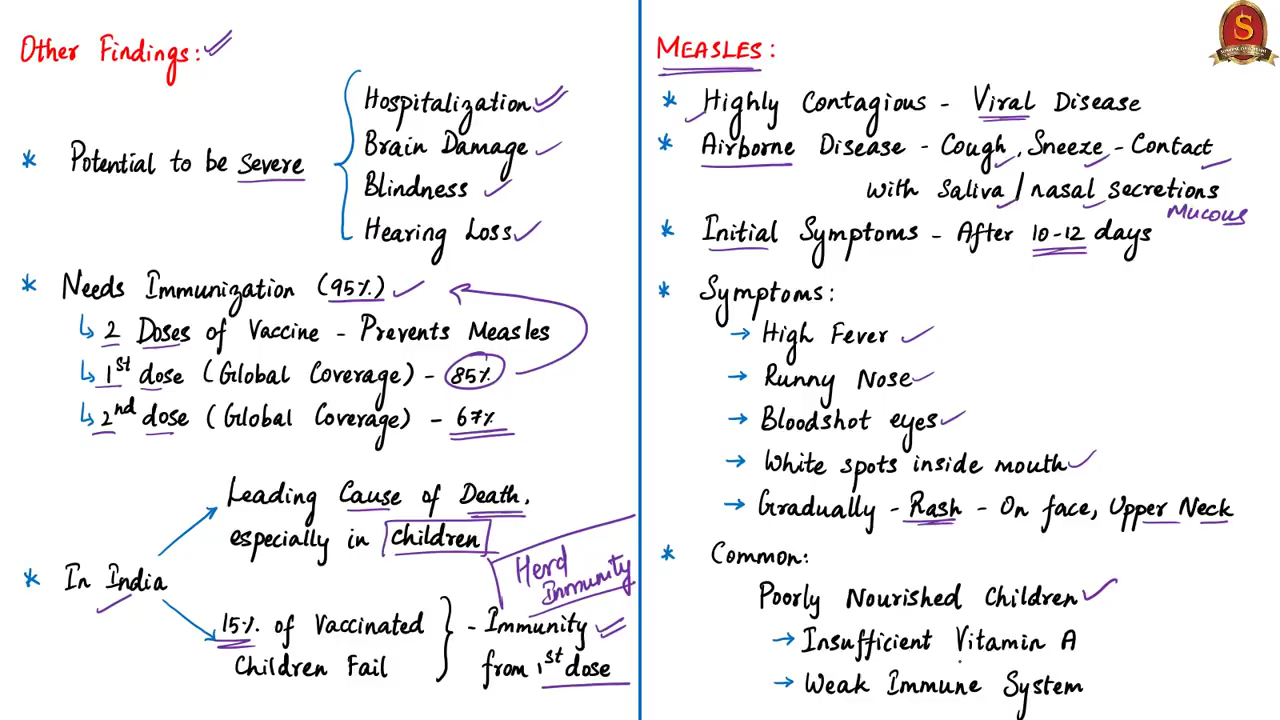 Other Findings:
* Potential to be severe
Hospitalization
Brain Damage
Blindness
Hearing Loss
* Needs Immunization (95%)
↳ 2 Doses of Vaccine - Prevents Measles
↳ 1st dose (Global Coverage) - 85%
↳ 2nd dose (Global Coverage) - 67%
* In India
Leading Cause of Death,
especially in children
Herd
Immunity
15% of Vaccinated
Children Fail
- Immunity
from 1st dose
MEASLES:
* Highly Contagious - Viral Disease
* Airborne Disease - Cough, Sneeze - Contact
with Saliva / nasal secretions
Mucous
* Initial Symptoms - After 10-12 days
* Symptoms:
→ High Fever
→ Runny Nose
→ Bloodshot eyes
→ White spots inside mouth
→ Gradually - Rash - On face, Upper Neck
* Common:
Poorly Nourished Children
→ Insufficient Vitamin A
→ Weak Immune System
S